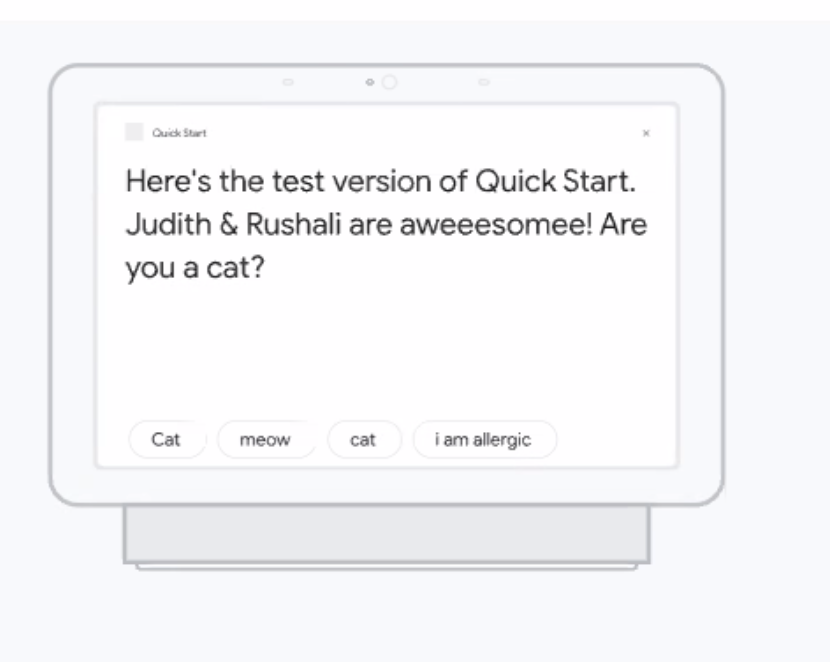 Quick Start ×
Here's the test version of Quick Start.
Judith & Rushali are aweeesomee! Are
you a cat?
Cat meow cat i am allergic